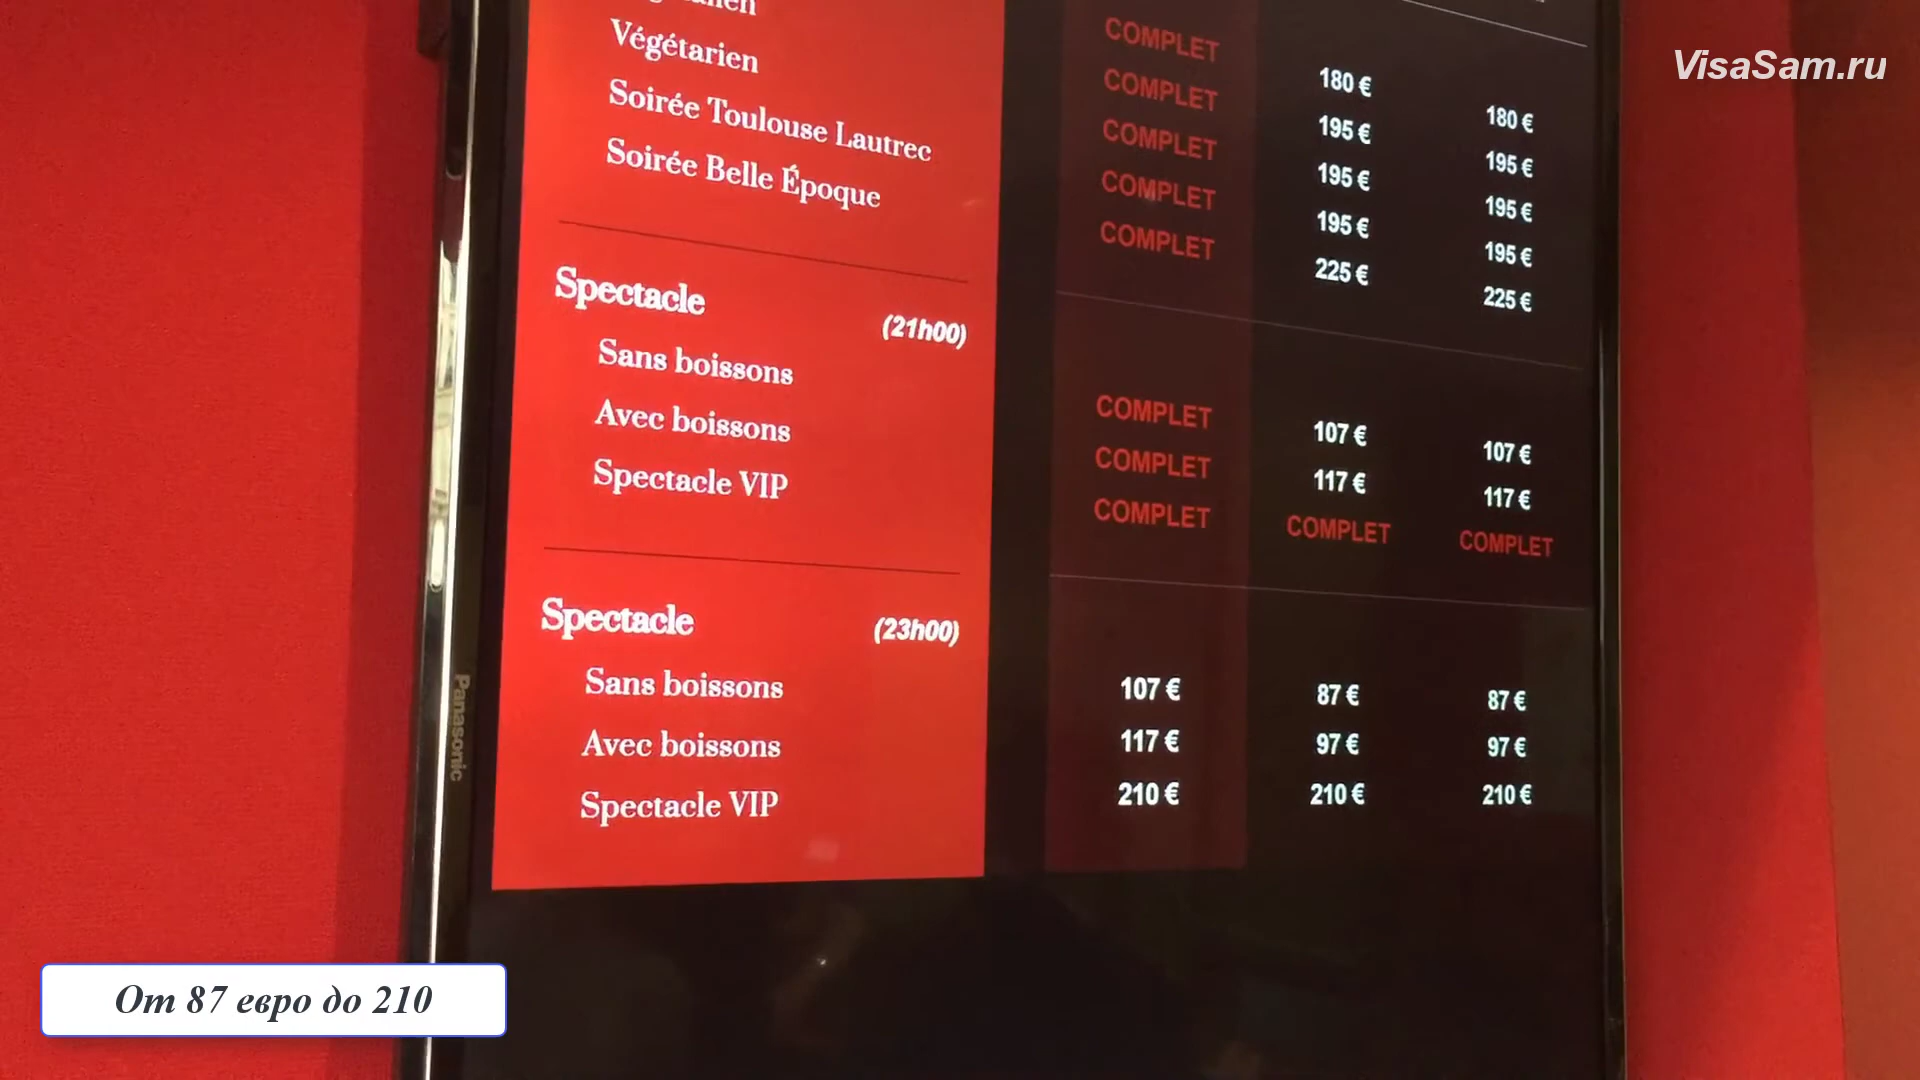 VisaSam.ru
Végétarien
Soirée Toulouse Lautrec
Soirée Belle Époque
COMPLET 180 € 180 €
COMPLET 195 € 195 €
COMPLET 195 € 195 €
COMPLET 195 € 195 €
COMPLET 225 € 225 €
Spectacle (21h00)
Sans boissons COMPLET 107 € 107 €
Avec boissons COMPLET 117 € 117 €
Spectacle VIP COMPLET COMPLET COMPLET
Spectacle (23h00)
Sans boissons 107 € 87 € 87 €
Avec boissons 117 € 97 € 97 €
Spectacle VIP 210 € 210 € 210 €
Panasonic
От 87 евро до 210